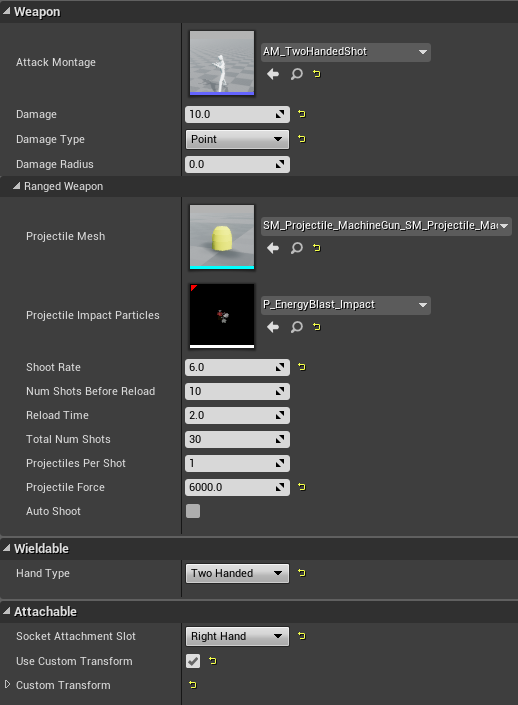 Weapon
Attack Montage
AM_TwoHandedShot
Damage 10.0
Damage Type Point
Damage Radius 0.0
Ranged Weapon
Projectile Mesh
SM_Projectile_MachineGun_SM_Projectile_Mac
Projectile Impact Particles
P_EnergyBlast_Impact
Shoot Rate 6.0
Num Shots Before Reload 10
Reload Time 2.0
Total Num Shots 30
Projectiles Per Shot 1
Projectile Force 6000.0
Auto Shoot
Wieldable
Hand Type Two Handed
Attachable
Socket Attachment Slot Right Hand
Use Custom Transform
Custom Transform